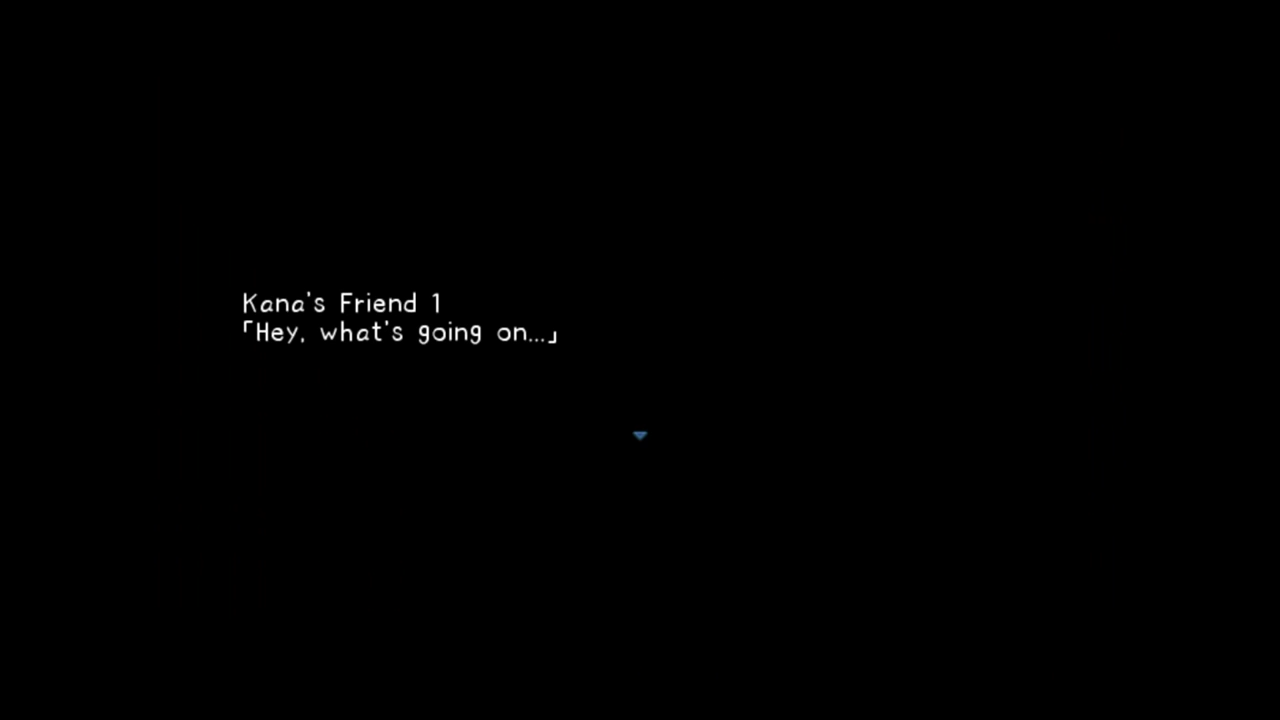 Kana's Friend 1
｢Hey, what's going on...｣